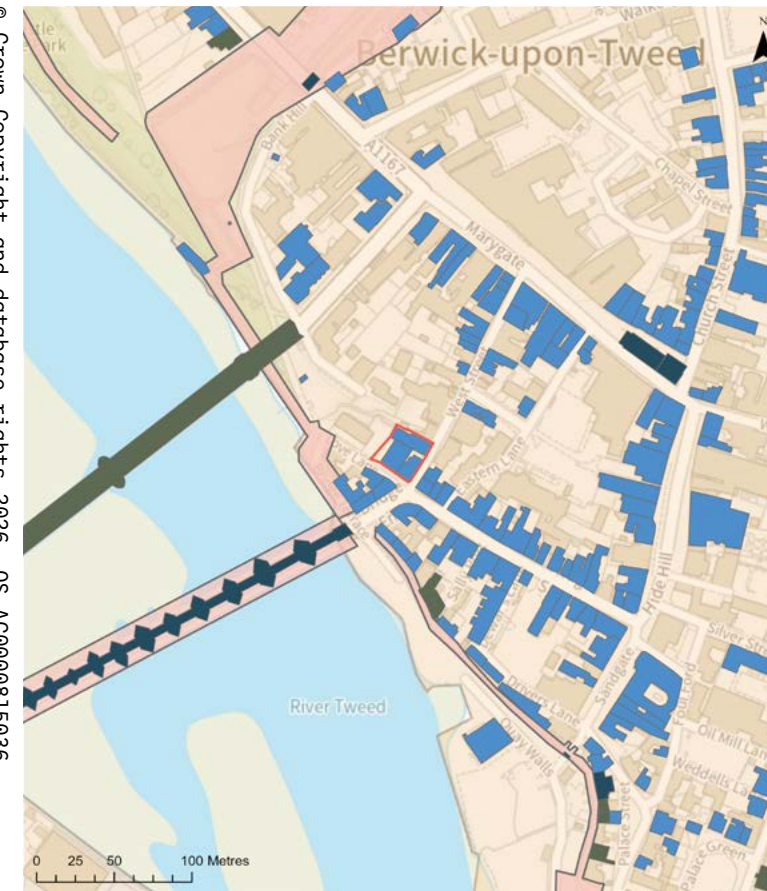 © Crown Copyright and database rights 2026. OS AC0000815036
Berwick-upon-Tweed
N
Bank Hill
A1167
Chapel Street
Marygate
Church Street
West Street
Eastern Lane
Hide Hill
Silver
Sandgate
Foul Ford
Drivers Lane
Oil Mill Lane
River Tweed
Quay Walls
Weddells
Palace Street
Palace Green
0 25 50 100 Metres